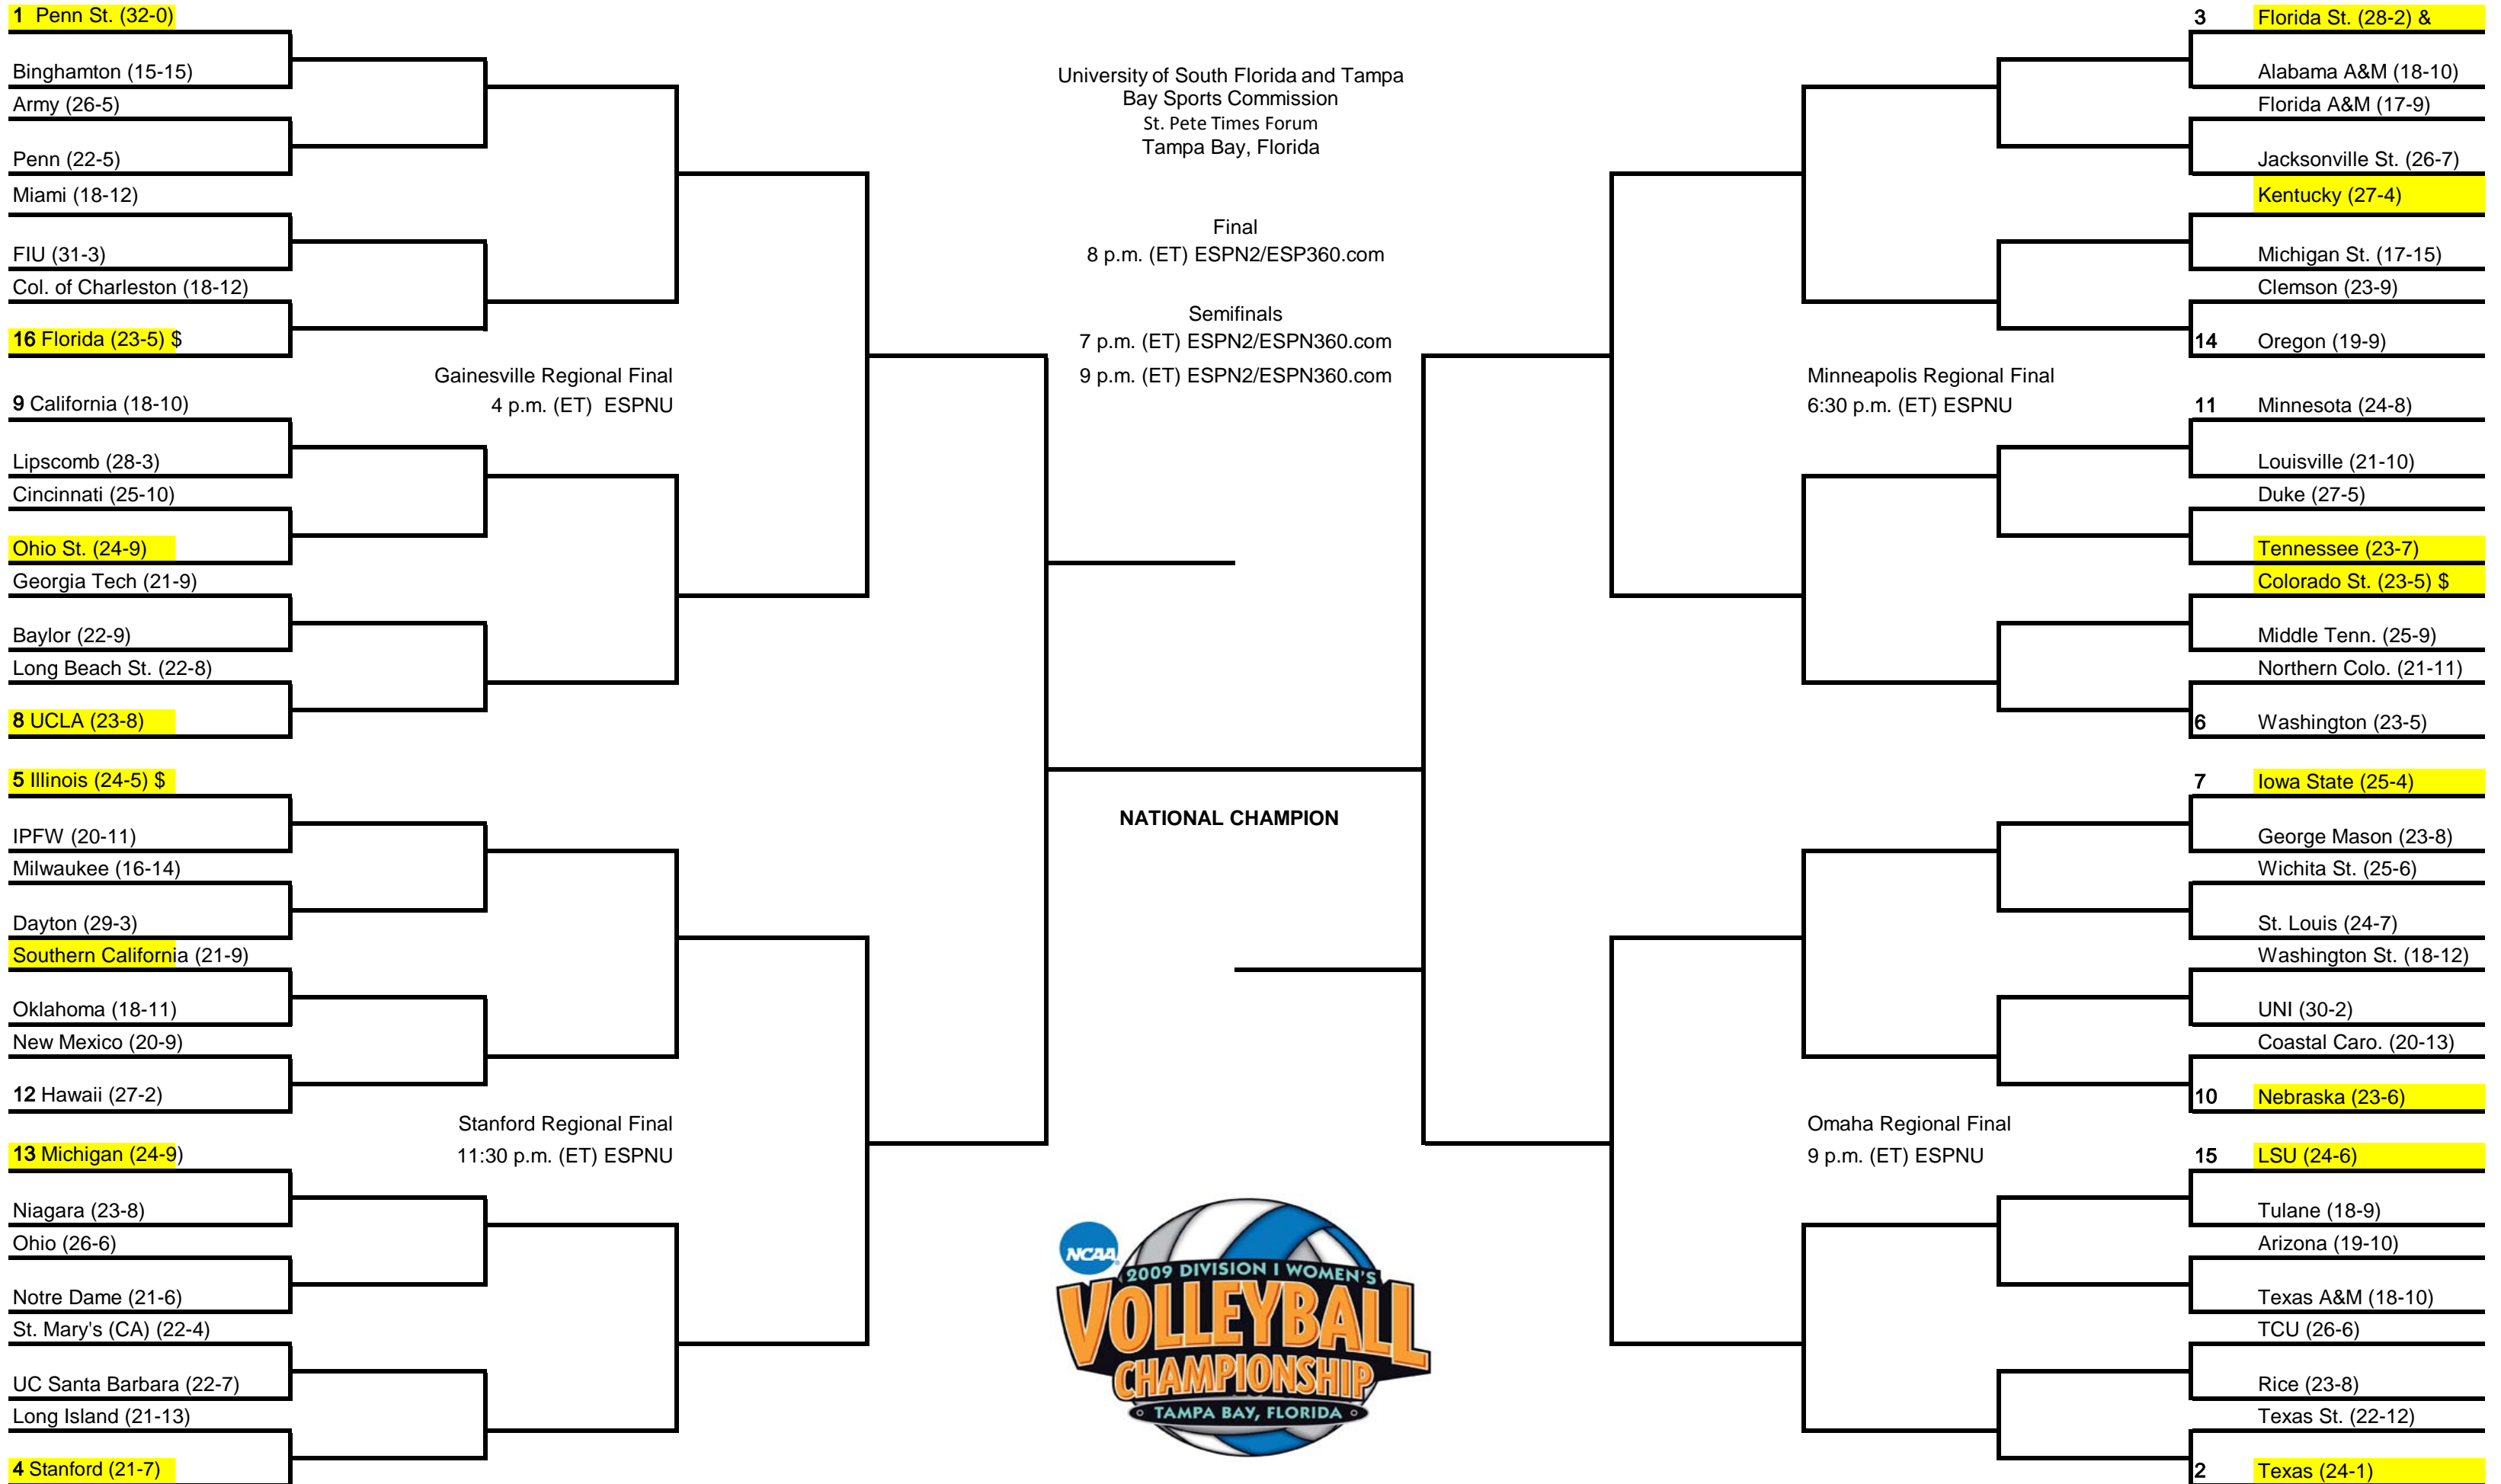 1 Penn St. (32-0)
Binghamton (15-15)
Army (26-5)
Penn (22-5)
Miami (18-12)
FIU (31-3)
Col. of Charleston (18-12)
16 Florida (23-5) $
Gainesville Regional Final
4 p.m. (ET) ESPNU
9 California (18-10)
Lipscomb (28-3)
Cincinnati (25-10)
Ohio St. (24-9)
Georgia Tech (21-9)
Baylor (22-9)
Long Beach St. (22-8)
8 UCLA (23-8)
5 Illinois (24-5) $
IPFW (20-11)
Milwaukee (16-14)
Dayton (29-3)
Southern California (21-9)
Oklahoma (18-11)
New Mexico (20-9)
12 Hawaii (27-2)
Stanford Regional Final
11:30 p.m. (ET) ESPNU
13 Michigan (24-9)
Niagara (23-8)
Ohio (26-6)
Notre Dame (21-6)
St. Mary's (CA) (22-4)
UC Santa Barbara (22-7)
Long Island (21-13)
4 Stanford (21-7)
University of South Florida and Tampa
Bay Sports Commission
St. Pete Times Forum
Tampa Bay, Florida
Final
8 p.m. (ET) ESPN2/ESP360.com
Semifinals
7 p.m. (ET) ESPN2/ESPN360.com
9 p.m. (ET) ESPN2/ESPN360.com
NATIONAL CHAMPION
NCAA
2009 DIVISION I WOMEN'S
VOLLEYBALL
CHAMPIONSHIP
TAMPA BAY, FLORIDA
3 Florida St. (28-2) &
Alabama A&M (18-10)
Florida A&M (17-9)
Jacksonville St. (26-7)
Kentucky (27-4)
Michigan St. (17-15)
Clemson (23-9)
14 Oregon (19-9)
Minneapolis Regional Final
6:30 p.m. (ET) ESPNU
11 Minnesota (24-8)
Louisville (21-10)
Duke (27-5)
Tennessee (23-7)
Colorado St. (23-5) $
Middle Tenn. (25-9)
Northern Colo. (21-11)
6 Washington (23-5)
7 Iowa State (25-4)
George Mason (23-8)
Wichita St. (25-6)
St. Louis (24-7)
Washington St. (18-12)
UNI (30-2)
Coastal Caro. (20-13)
10 Nebraska (23-6)
Omaha Regional Final
9 p.m. (ET) ESPNU
15 LSU (24-6)
Tulane (18-9)
Arizona (19-10)
Texas A&M (18-10)
TCU (26-6)
Rice (23-8)
Texas St. (22-12)
2 Texas (24-1)